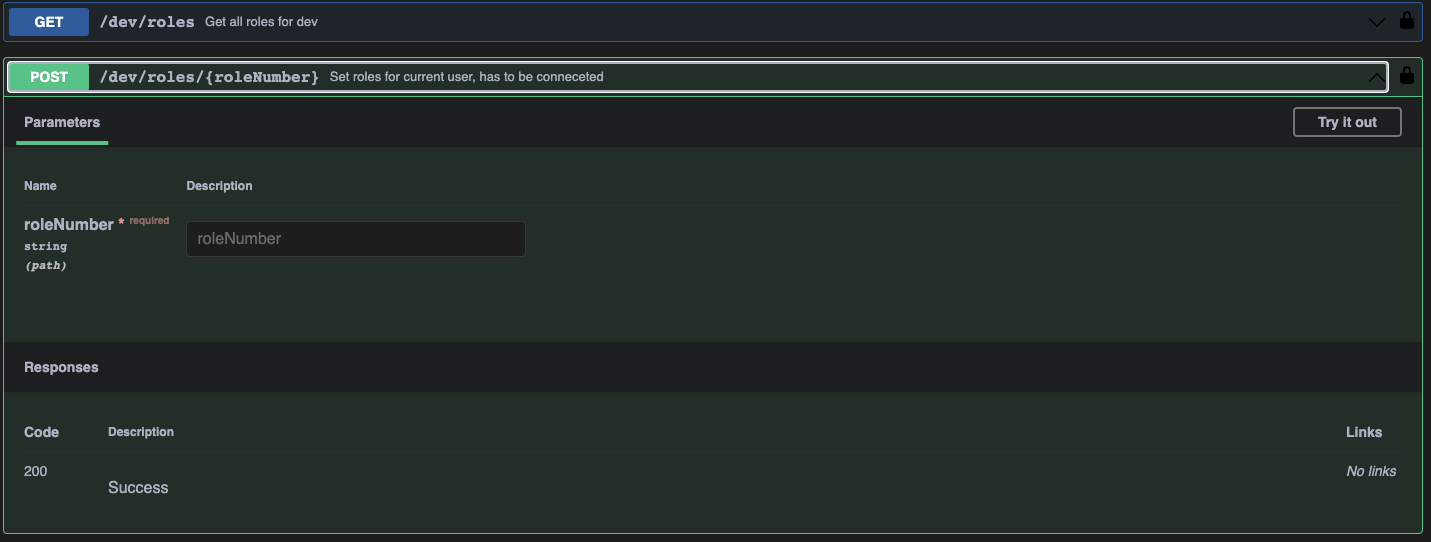 GET /dev/roles Get all roles for dev
POST /dev/roles/{roleNumber} Set roles for current user, has to be conneceted
Parameters Try it out
Name Description
roleNumber * required
string
(path)
roleNumber
Responses
Code Description Links
200 No links
Success